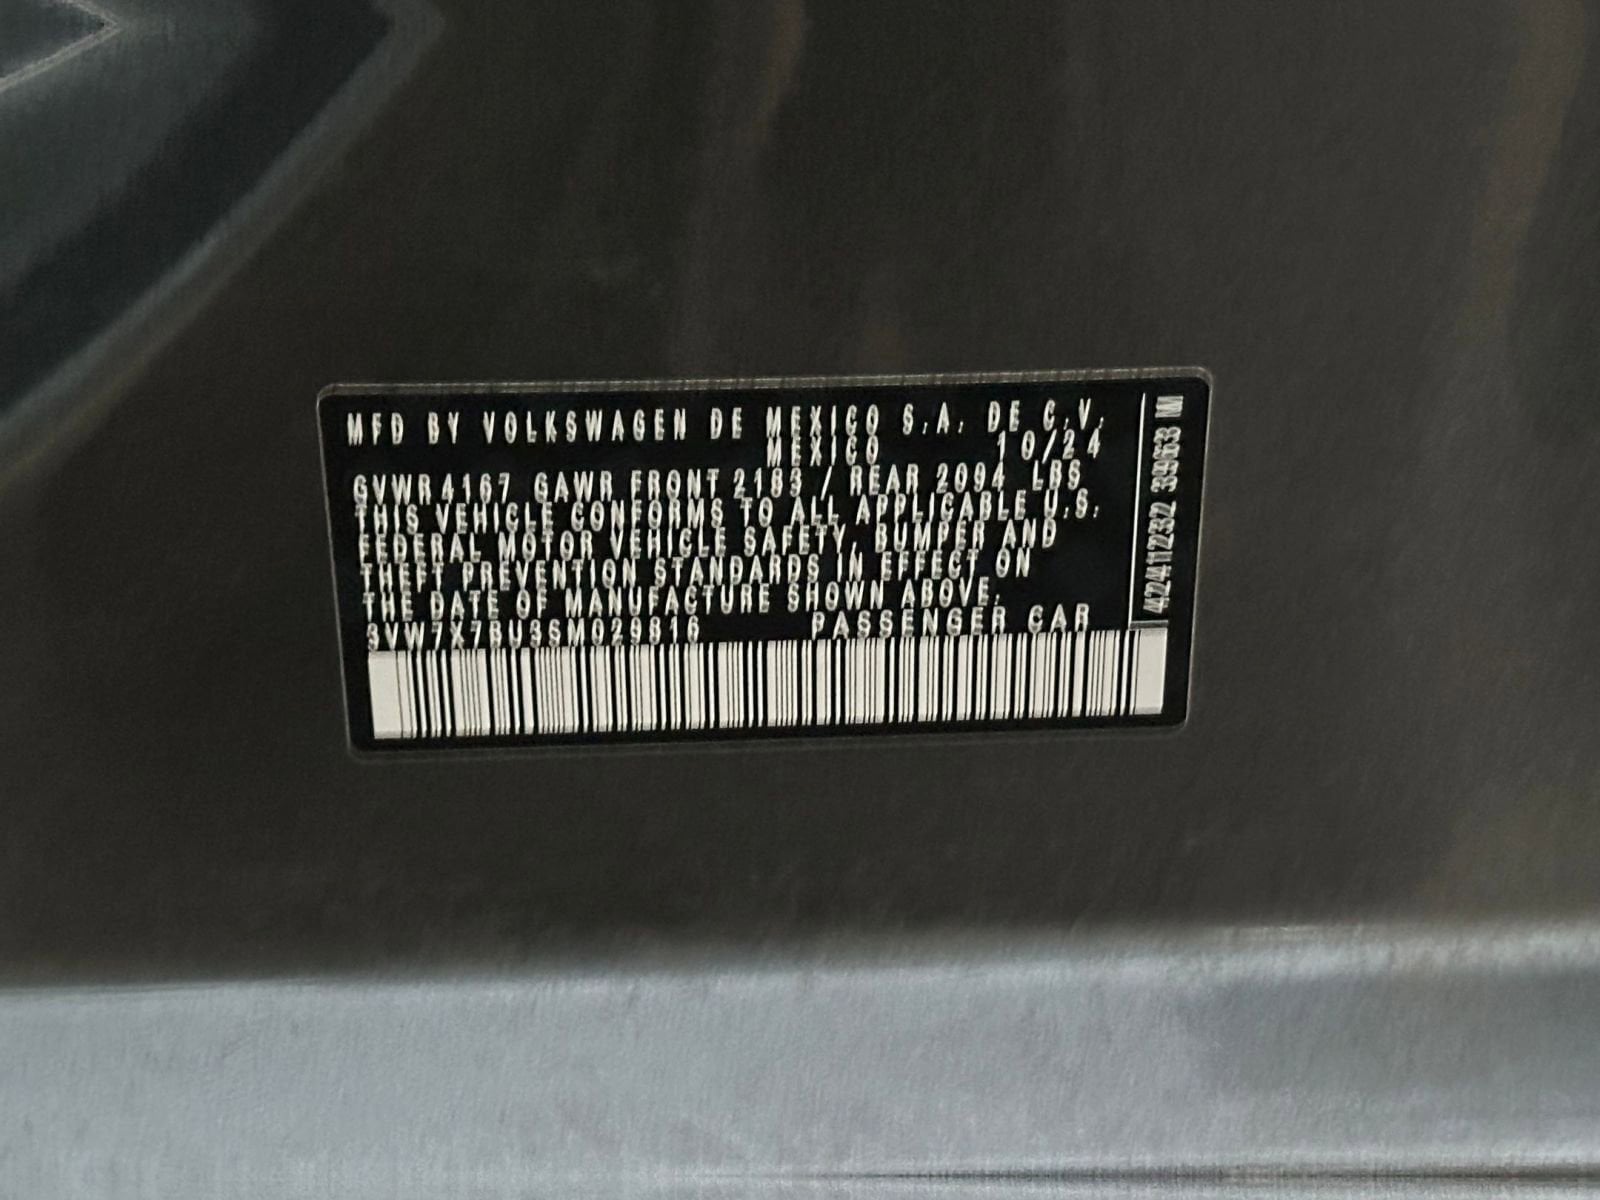 MFD BY VOLKSWAGEN DE MEXICO S.A. DE C.V.
MEXICO 10/24
GVWR 4167 GAWR FRONT 2183 / REAR 2094 LBS
THIS VEHICLE CONFORMS TO ALL APPLICABLE U.S.
FEDERAL MOTOR VEHICLE SAFETY, BUMPER AND
THEFT PREVENTION STANDARDS IN EFFECT ON
THE DATE OF MANUFACTURE SHOWN ABOVE.
3VW7X7BU3SM029816 PASSENGER CAR
42411232 3963 M